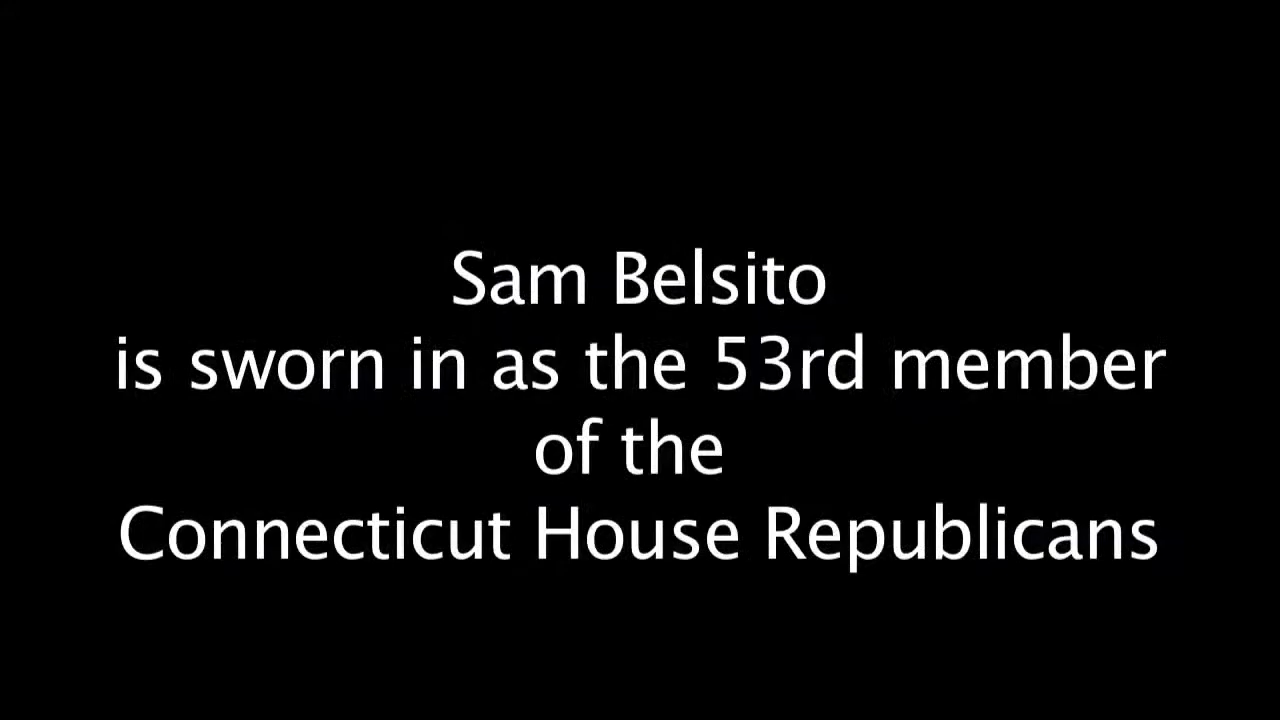 Sam Belsito
is sworn in as the 53rd member
of the
Connecticut House Republicans